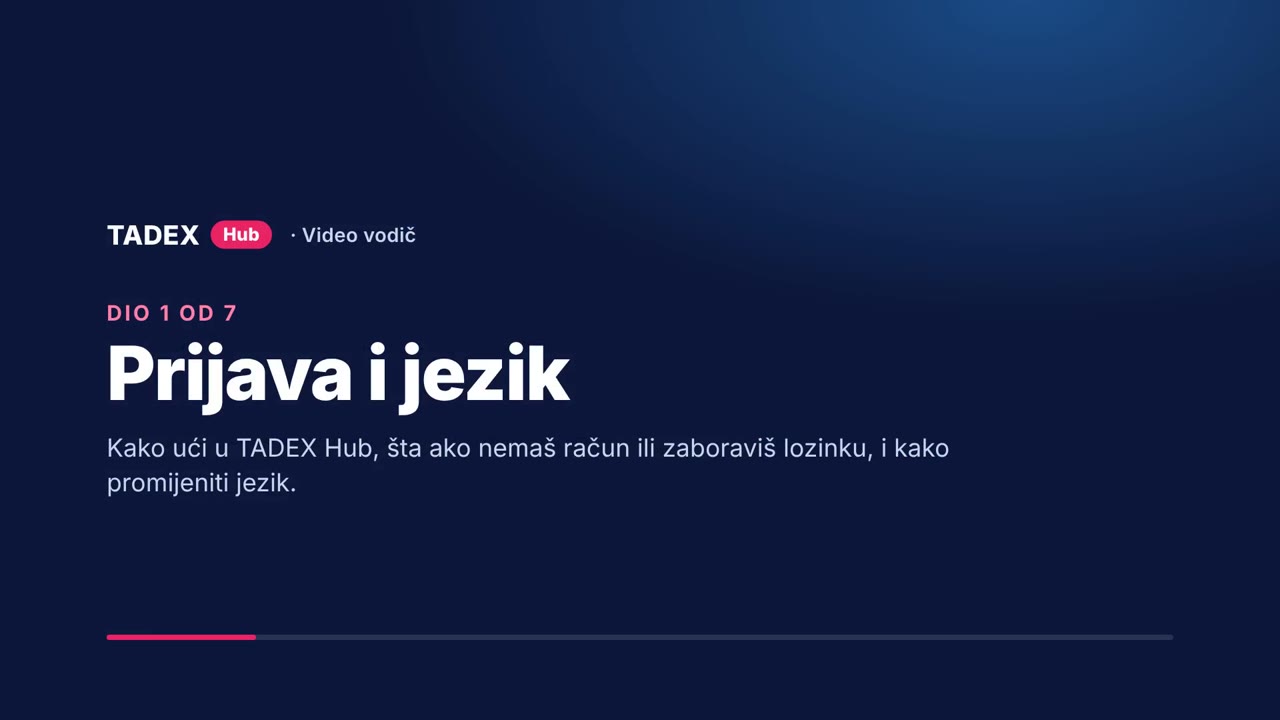 TADEX Hub · Video vodič
DIO 1 OD 7
Prijava i jezik
Kako ući u TADEX Hub, šta ako nemaš račun ili zaboraviš lozinku, i kako
promijeniti jezik.